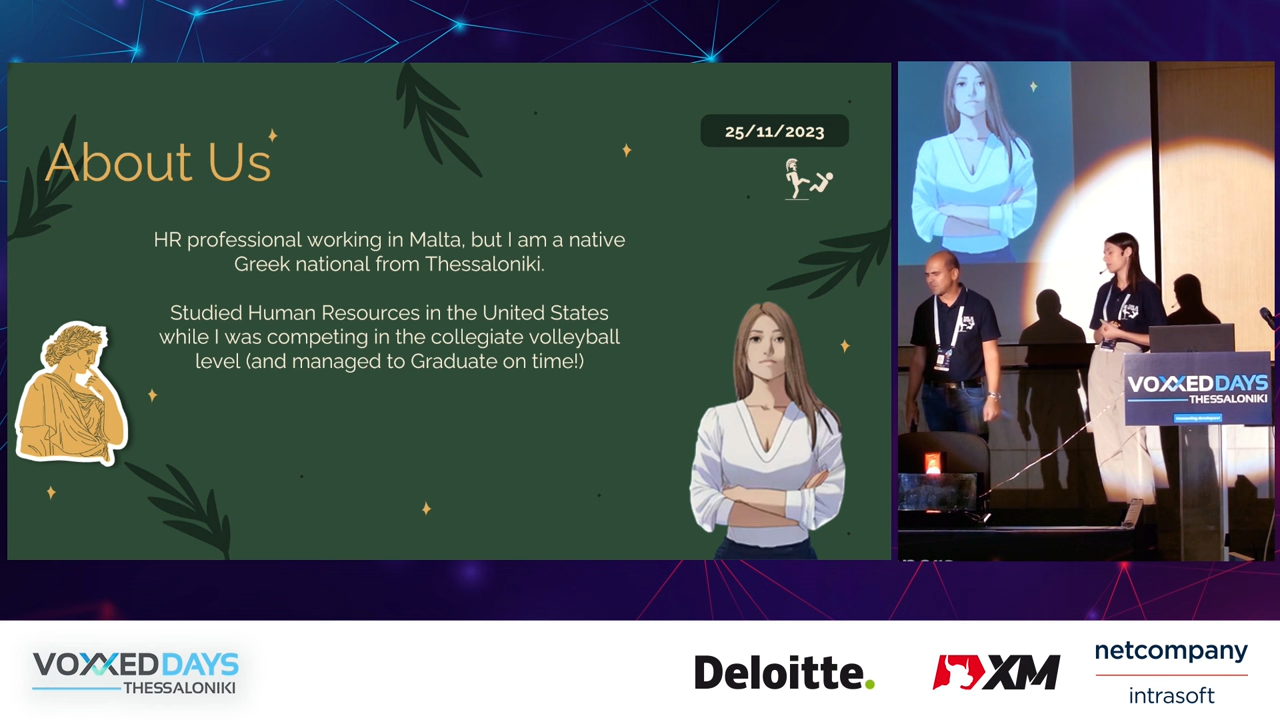 About Us
25/11/2023
HR professional working in Malta, but I am a native
Greek national from Thessaloniki.
Studied Human Resources in the United States
while I was competing in the collegiate volleyball
level (and managed to Graduate on time!)
VOXXED DAYS
THESSALONIKI
VOXXED DAYS
THESSALONIKI
Deloitte.
XM
netcompany
intrasoft